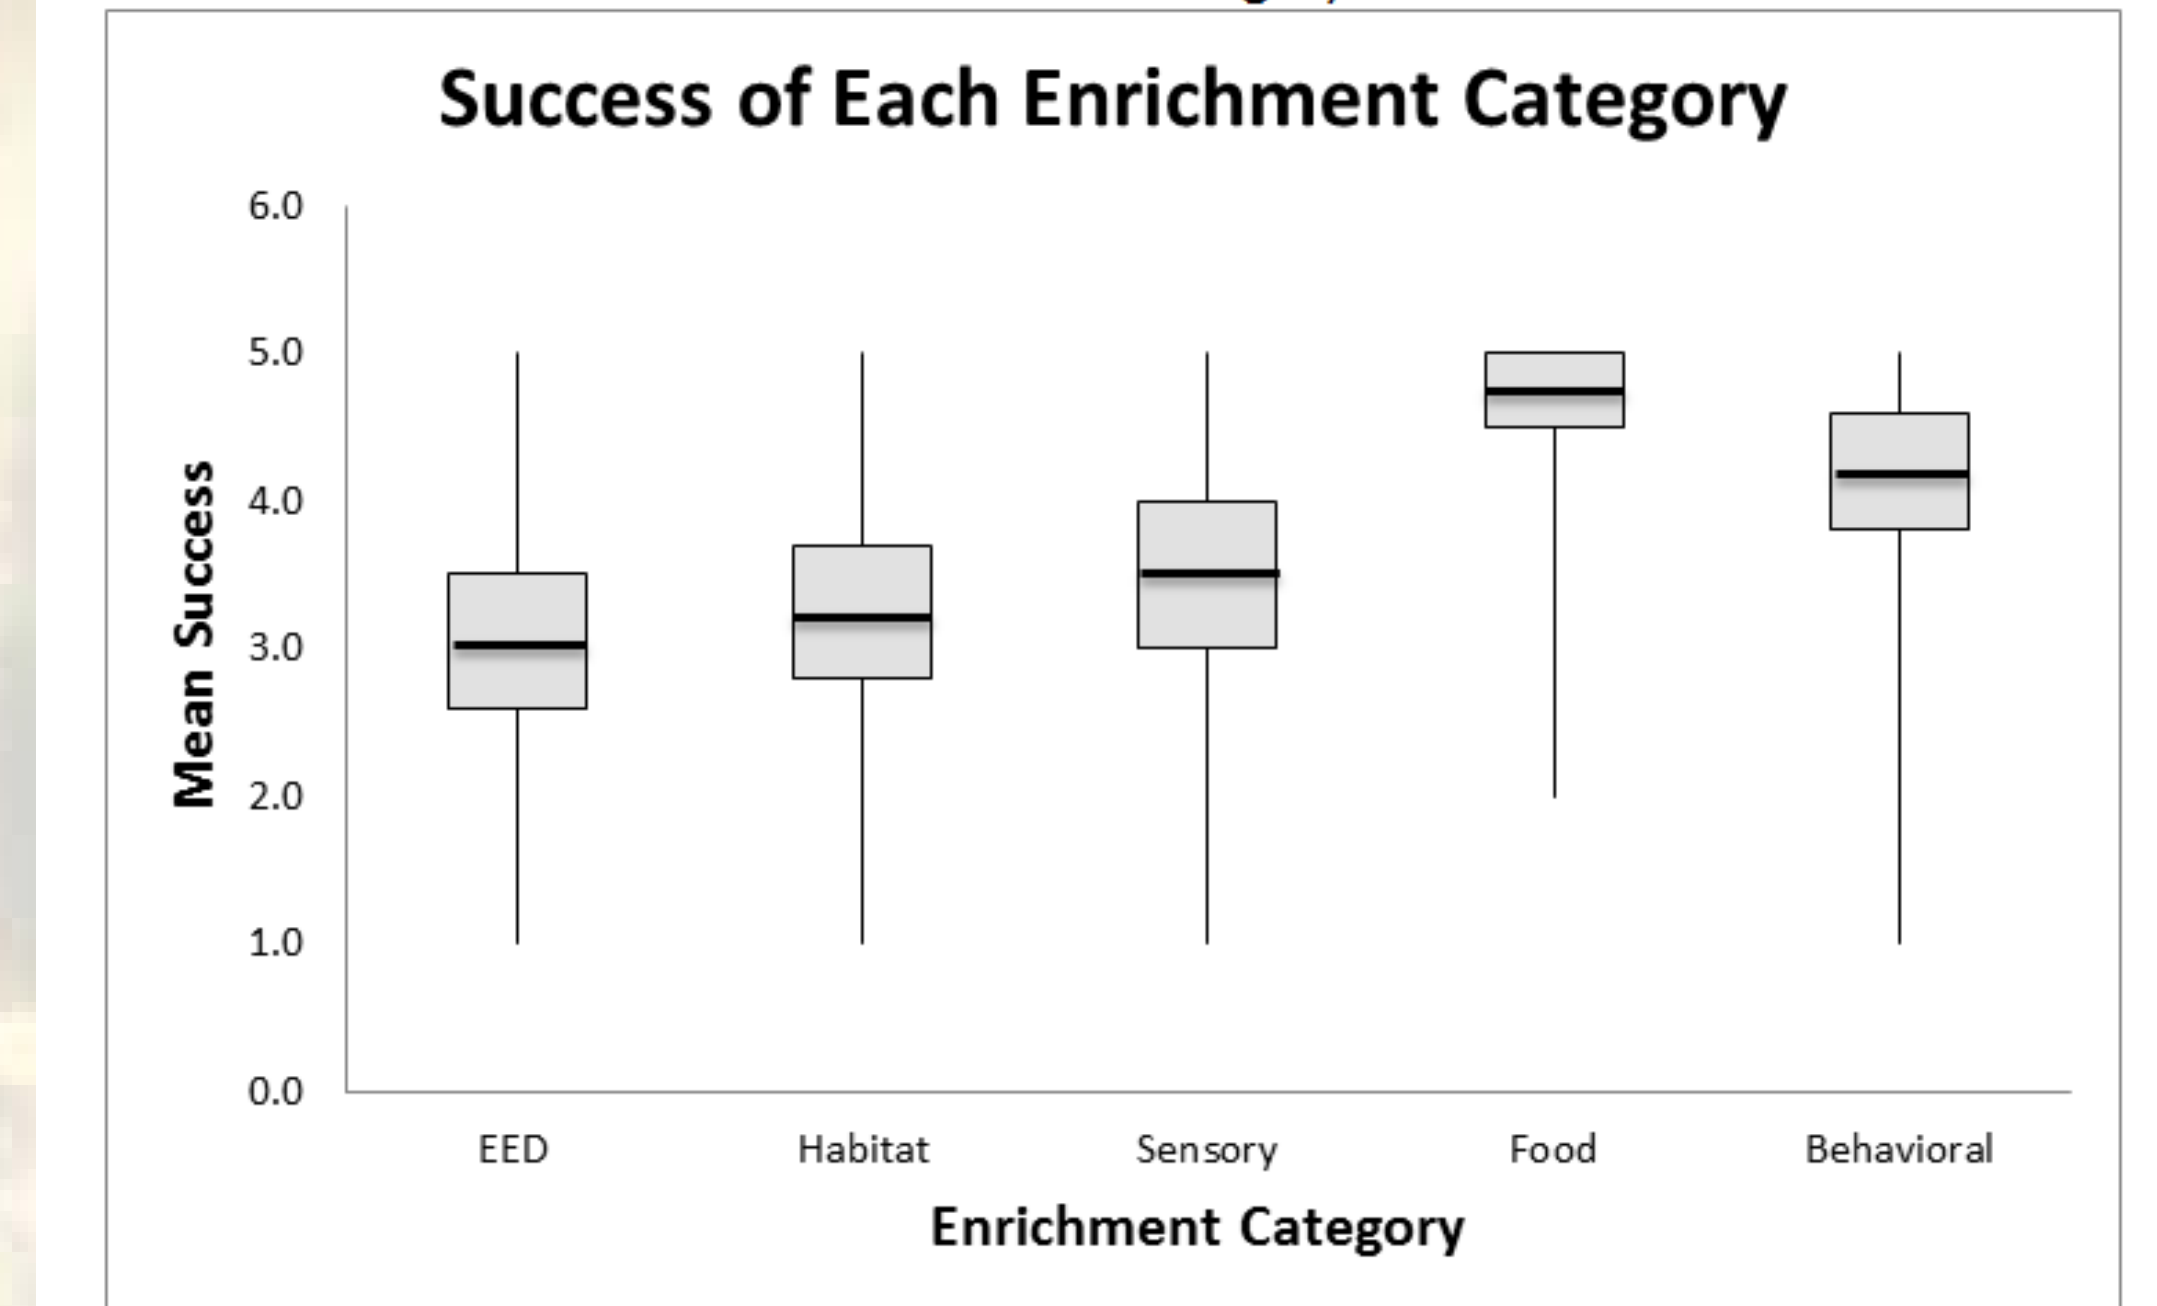 Success of Each Enrichment Category
6.0
5.0
4.0
3.0
2.0
1.0
0.0
Mean Success
EED Habitat Sensory Food Behavioral
Enrichment Category